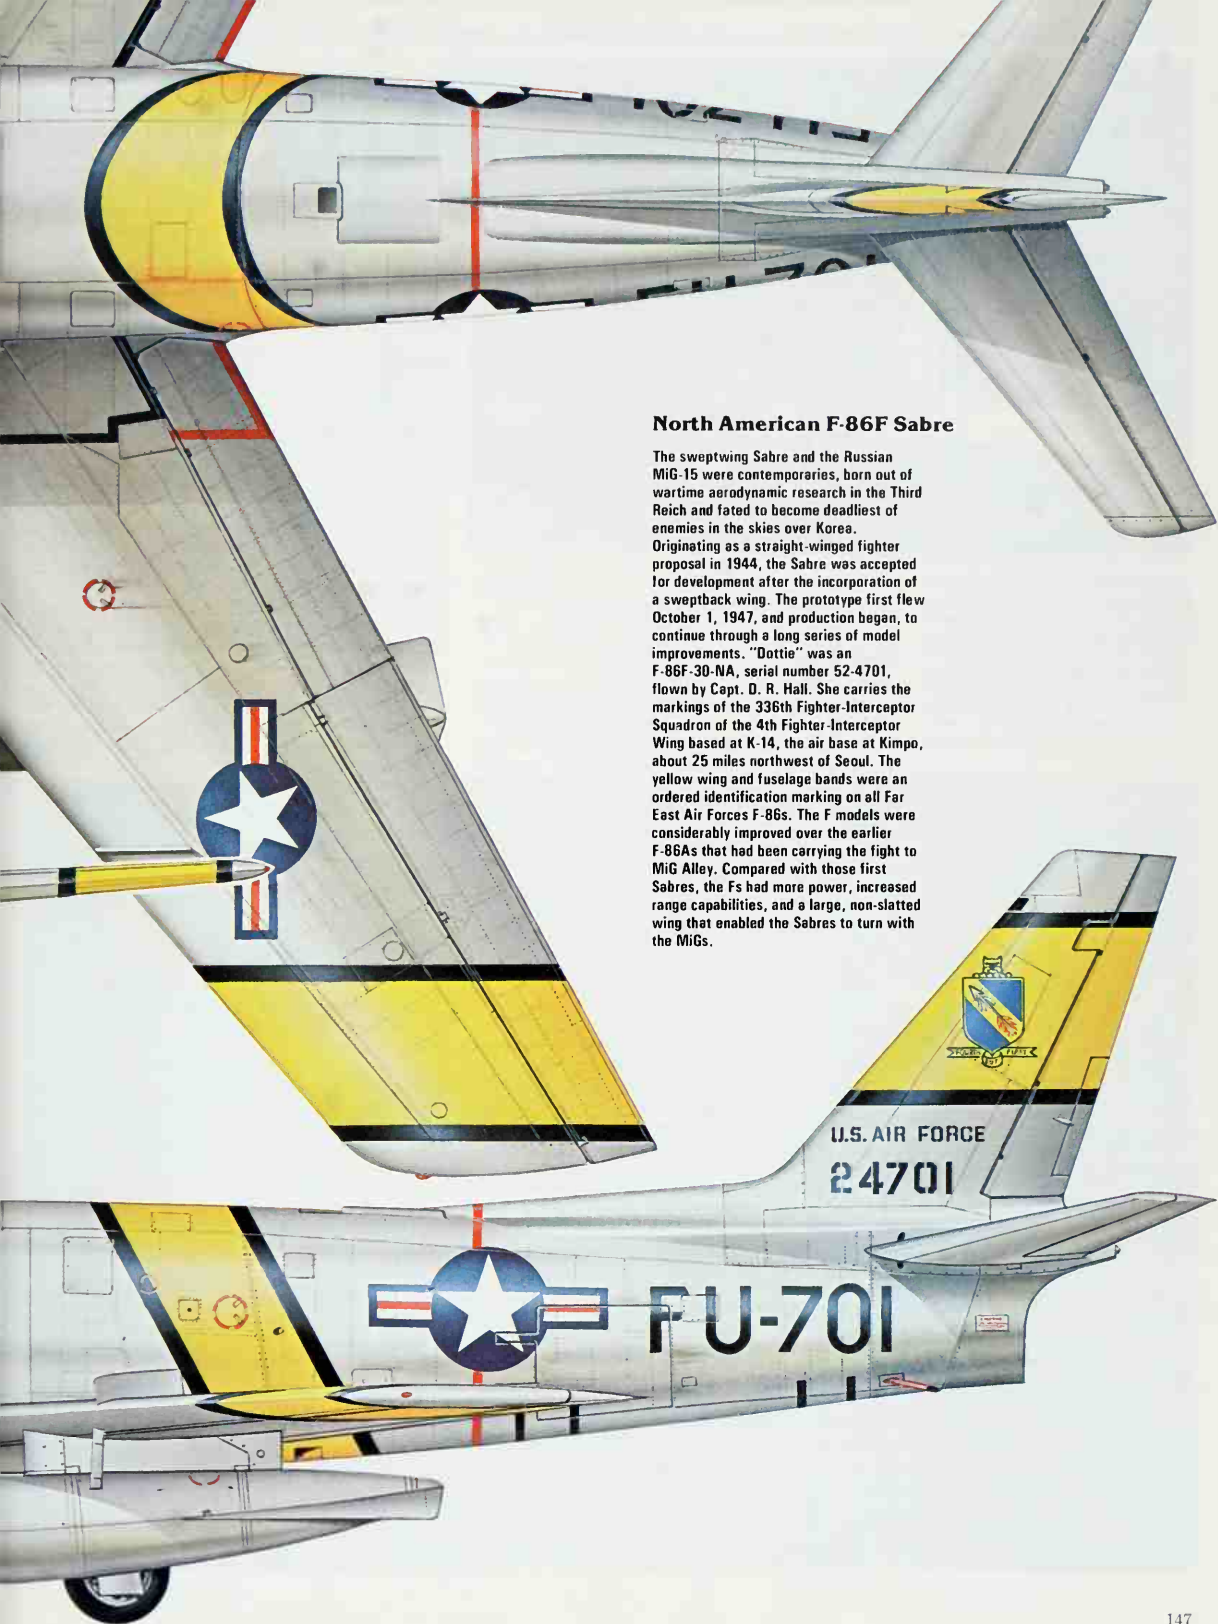 North American F-86F Sabre
The sweptwing Sabre and the Russian
MiG-15 were contemporaries, born out of
wartime aerodynamic research in the Third
Reich and fated to become deadliest of
enemies in the skies over Korea.
Originating as a straight-winged fighter
proposal in 1944, the Sabre was accepted
for development after the incorporation of
a sweptback wing. The prototype first flew
October 1, 1947, and production began, to
continue through a long series of model
improvements. "Dottie" was an
F-86F-30-NA, serial number 52-4701,
flown by Capt. D. R. Hall. She carries the
markings of the 336th Fighter-Interceptor
Squadron of the 4th Fighter-Interceptor
Wing based at K-14, the air base at Kimpo,
about 25 miles northwest of Seoul. The
yellow wing and fuselage bands were an
ordered identification marking on all Far
East Air Forces F-86s. The F models were
considerably improved over the earlier
F-86As that had been carrying the fight to
MiG Alley. Compared with those first
Sabres, the Fs had more power, increased
range capabilities, and a large, non-slatted
wing that enabled the Sabres to turn with
the MiGs.
FOURTH BUT FIRST
U.S. AIR FORCE
24701
FU-701
147